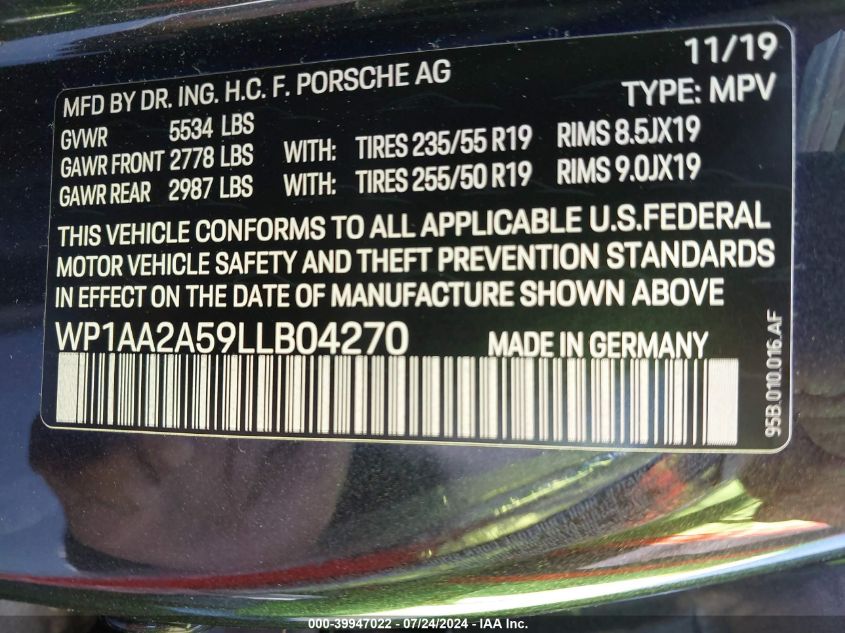 11/19
MFD BY DR. ING. H.C. F. PORSCHE AG TYPE: MPV
GVWR 5534 LBS
GAWR FRONT 2778 LBS WITH: TIRES 235/55 R19 RIMS 8.5JX19
GAWR REAR 2987 LBS WITH: TIRES 255/50 R19 RIMS 9.0JX19
THIS VEHICLE CONFORMS TO ALL APPLICABLE U.S.FEDERAL
MOTOR VEHICLE SAFETY AND THEFT PREVENTION STANDARDS
IN EFFECT ON THE DATE OF MANUFACTURE SHOWN ABOVE
WP1AA2A59LLB04270 MADE IN GERMANY
95B.010.016.AF
000-39947022 - 07/24/2024 - IAA Inc.